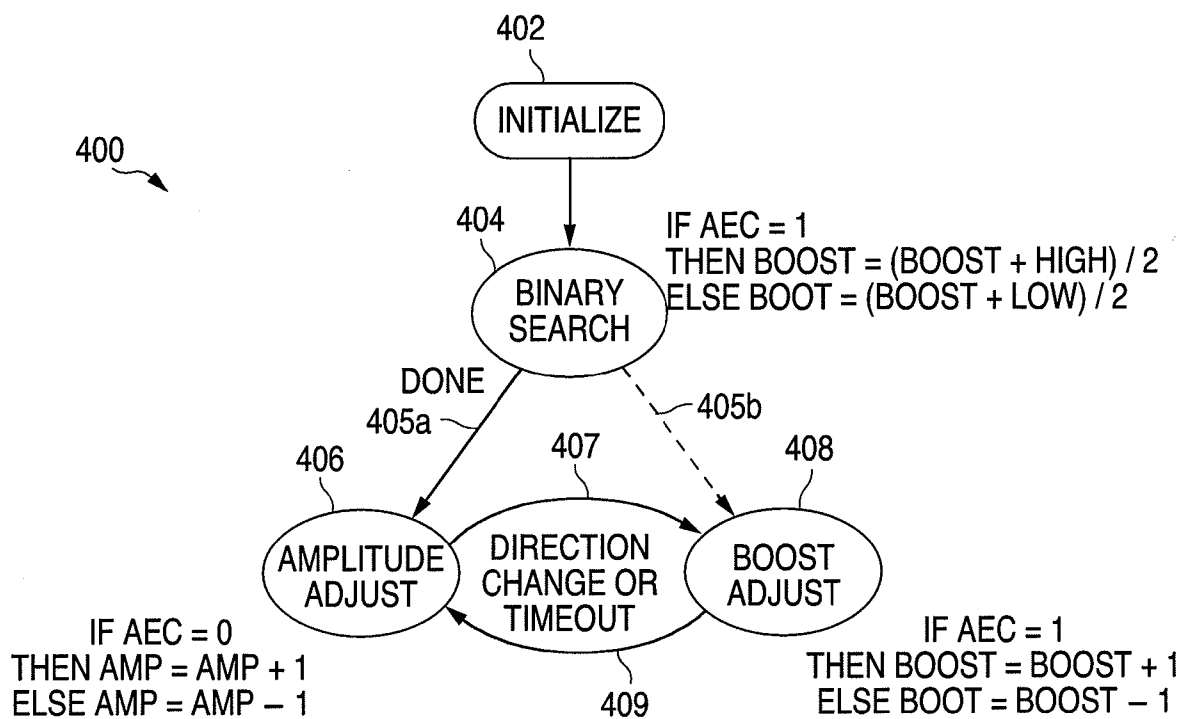 402
INITIALIZE
400
404
IF AEC = 1
THEN BOOST = (BOOST + HIGH) / 2
ELSE BOOT = (BOOST + LOW) / 2
BINARY
SEARCH
DONE
405a
405b
406
407
408
AMPLITUDE
ADJUST
DIRECTION
CHANGE OR
TIMEOUT
BOOST
ADJUST
IF AEC = 0
THEN AMP = AMP + 1
ELSE AMP = AMP – 1
409
IF AEC = 1
THEN BOOST = BOOST + 1
ELSE BOOT = BOOST – 1